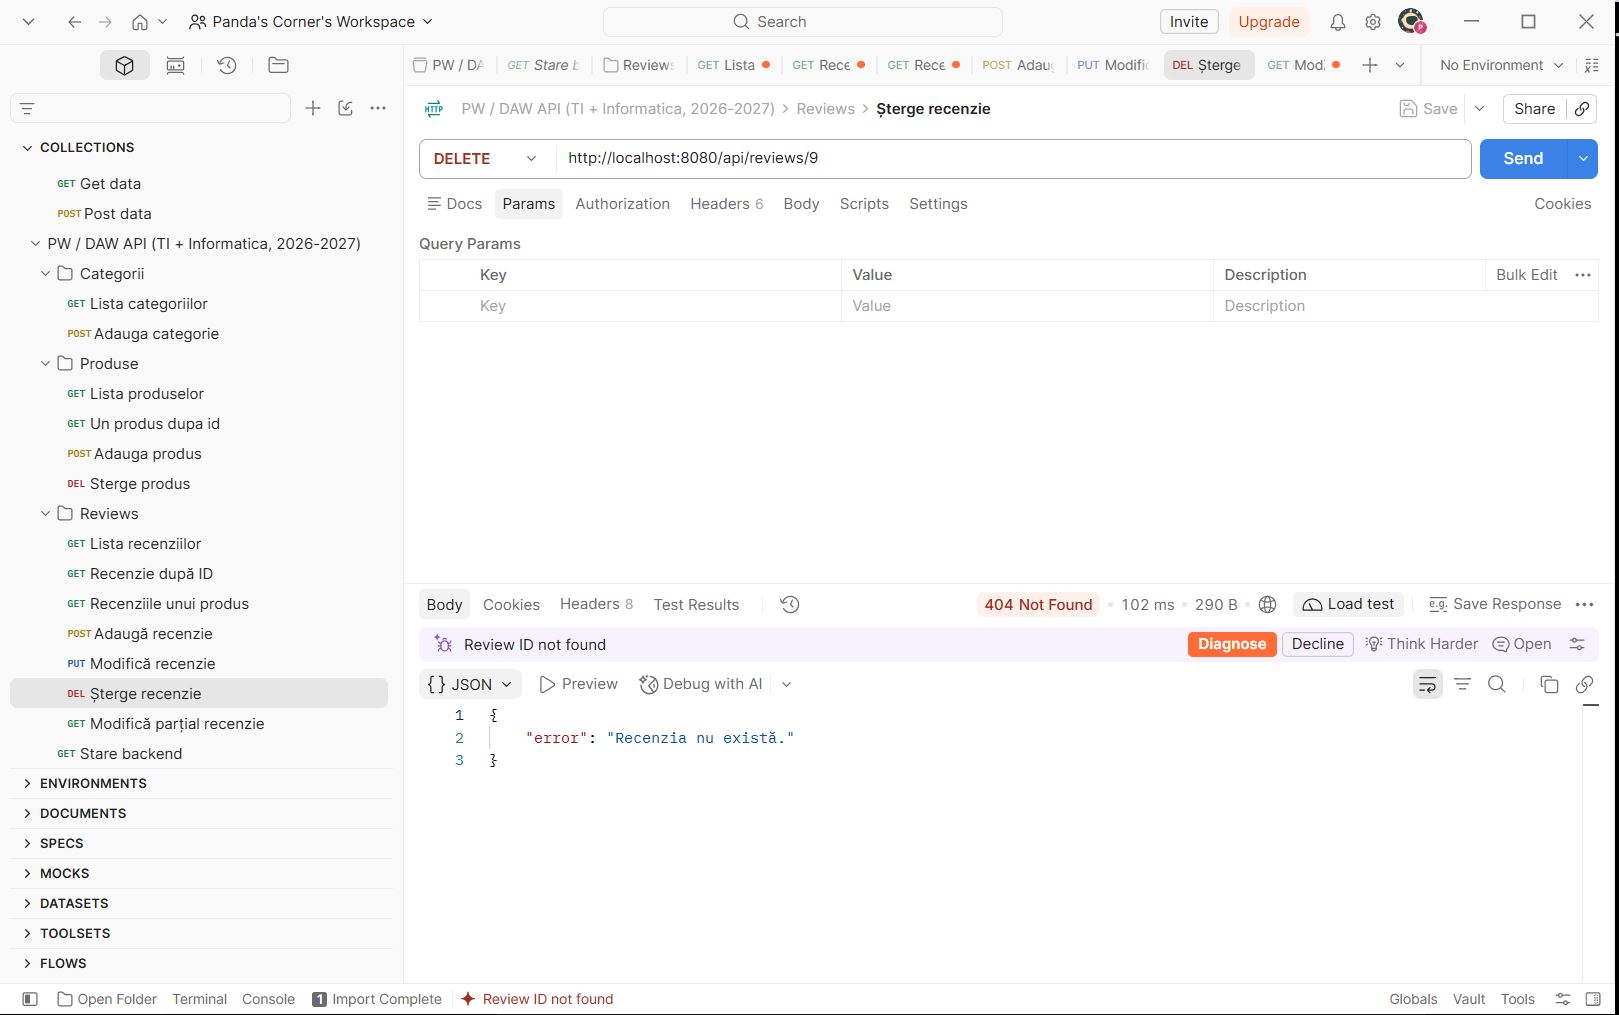 Panda's Corner's Workspace
Search
Invite
Upgrade
PW / DA
GET Stare b
Reviews
GET Lista
GET Rece
GET Rece
POST Adau
PUT Modifi
DEL Șterge
GET Mod
No Environment
COLLECTIONS
GET Get data
POST Post data
PW / DAW API (TI + Informatica, 2026-2027)
Categorii
GET Lista categoriilor
POST Adauga categorie
Produse
GET Lista produselor
GET Un produs dupa id
POST Adauga produs
DEL Sterge produs
Reviews
GET Lista recenziilor
GET Recenzie după ID
GET Recenziile unui produs
POST Adaugă recenzie
PUT Modifică recenzie
DEL Șterge recenzie
GET Modifică parțial recenzie
GET Stare backend
ENVIRONMENTS
DOCUMENTS
SPECS
MOCKS
DATASETS
TOOLSETS
FLOWS
HTTP PW / DAW API (TI + Informatica, 2026-2027) > Reviews > Șterge recenzie
Save
Share
DELETE http://localhost:8080/api/reviews/9
Send
Docs Params Authorization Headers 6 Body Scripts Settings
Cookies
Query Params
Key Value Description Bulk Edit
Key Value Description
Body Cookies Headers 8 Test Results
404 Not Found • 102 ms • 290 B •
Load test
e.g. Save Response
Review ID not found
Diagnose Decline Think Harder Open
{} JSON Preview Debug with AI
1 {
2 "error": "Recenzia nu există."
3 }
Open Folder Terminal Console 1 Import Complete Review ID not found
Globals Vault Tools